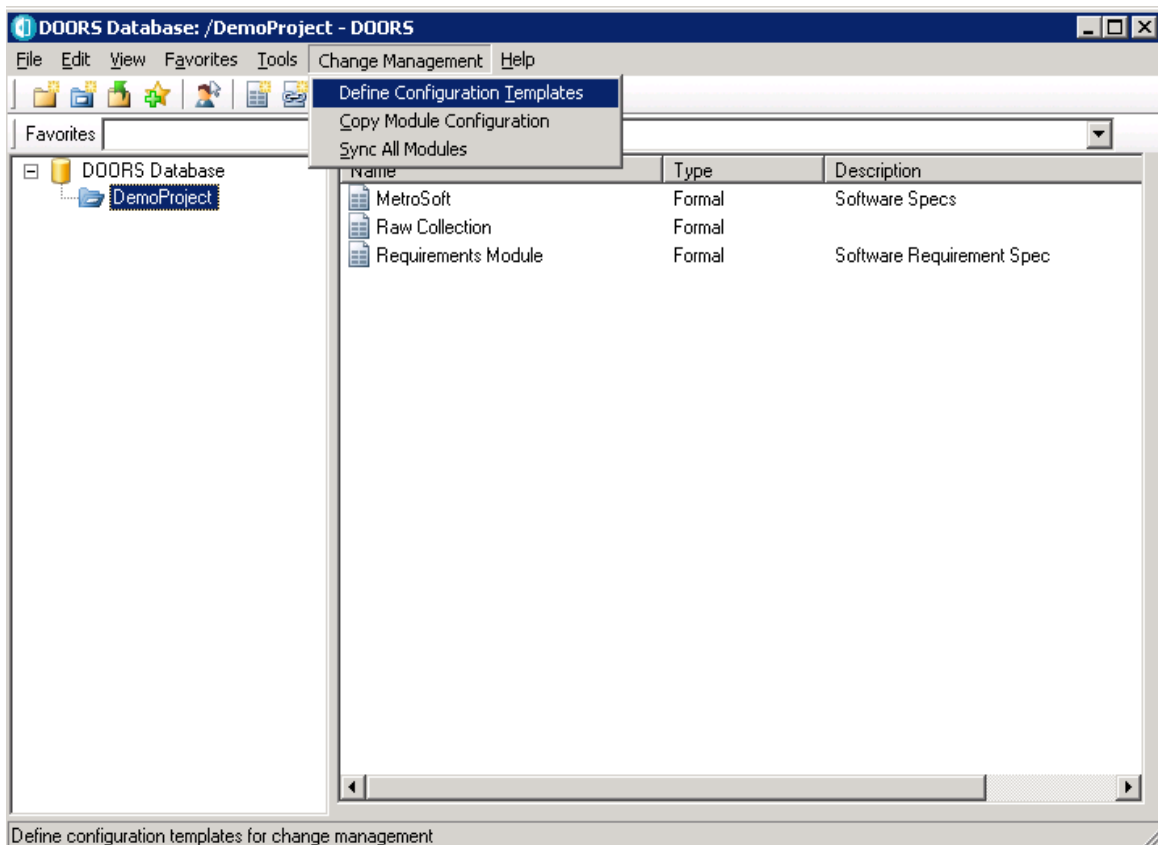 DOORS Database: /DemoProject - DOORS
File Edit View Favorites Tools Change Management Help
Define Configuration Templates
Copy Module Configuration
Sync All Modules
Favorites
DOORS Database
DemoProject
Name Type Description
MetroSoft Formal Software Specs
Raw Collection Formal
Requirements Module Formal Software Requirement Spec
Define configuration templates for change management